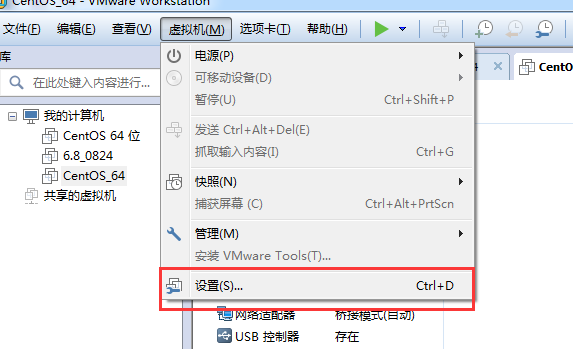 CentOS_64 - VMware Workstation
文件(F) 编辑(E) 查看(V) 虚拟机(M) 选项卡(T) 帮助(H)
库
在此处键入内容进行...
我的计算机
CentOS 64 位
6.8_0824
CentOS_64
共享的虚拟机
电源(P)
可移动设备(D)
暂停(U) Ctrl+Shift+P
发送 Ctrl+Alt+Del(E)
抓取输入内容(I) Ctrl+G
快照(N)
捕获屏幕 (C) Ctrl+Alt+PrtScn
管理(M)
安装 VMware Tools(T)...
设置(S)... Ctrl+D
网络适配器 桥接模式(自动)
USB 控制器 存在